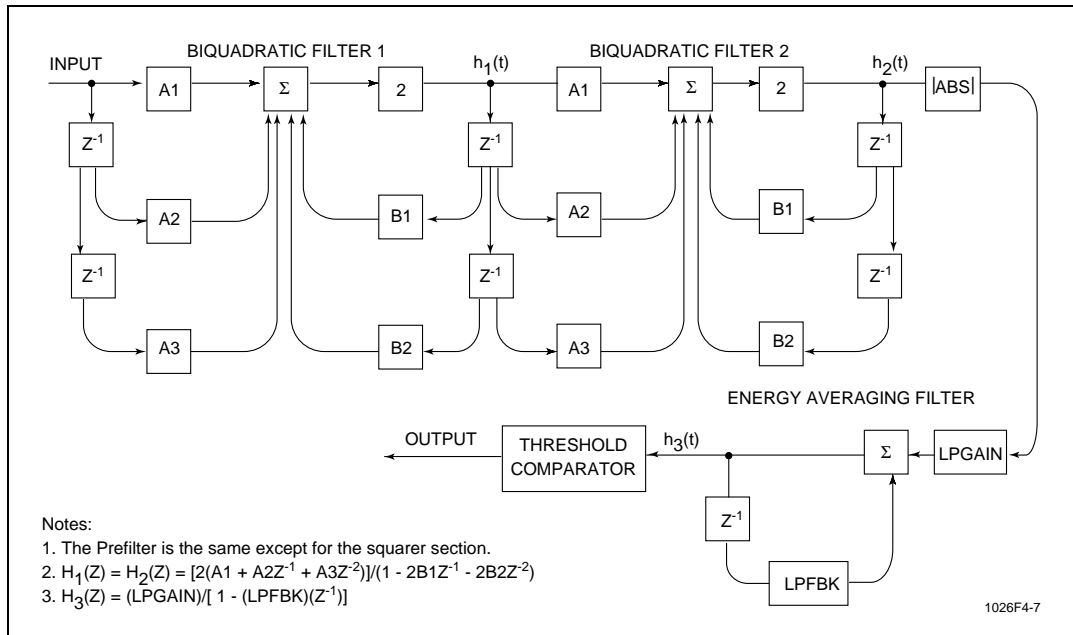 BIQUADRATIC FILTER 1
BIQUADRATIC FILTER 2
INPUT
h1(t)
h2(t)
A1
Σ
2
A1
Σ
2
|ABS|
Z-1
Z-1
Z-1
A2
B1
A2
B1
Z-1
Z-1
Z-1
A3
B2
A3
B2
ENERGY AVERAGING FILTER
OUTPUT
THRESHOLD
COMPARATOR
h3(t)
Σ
LPGAIN
Z-1
LPFBK
Notes:
1. The Prefilter is the same except for the squarer section.
2. H1(Z) = H2(Z) = [2(A1 + A2Z-1 + A3Z-2)]/(1 - 2B1Z-1 - 2B2Z-2)
3. H3(Z) = (LPGAIN)/[ 1 - (LPFBK)(Z-1)]
1026F4-7